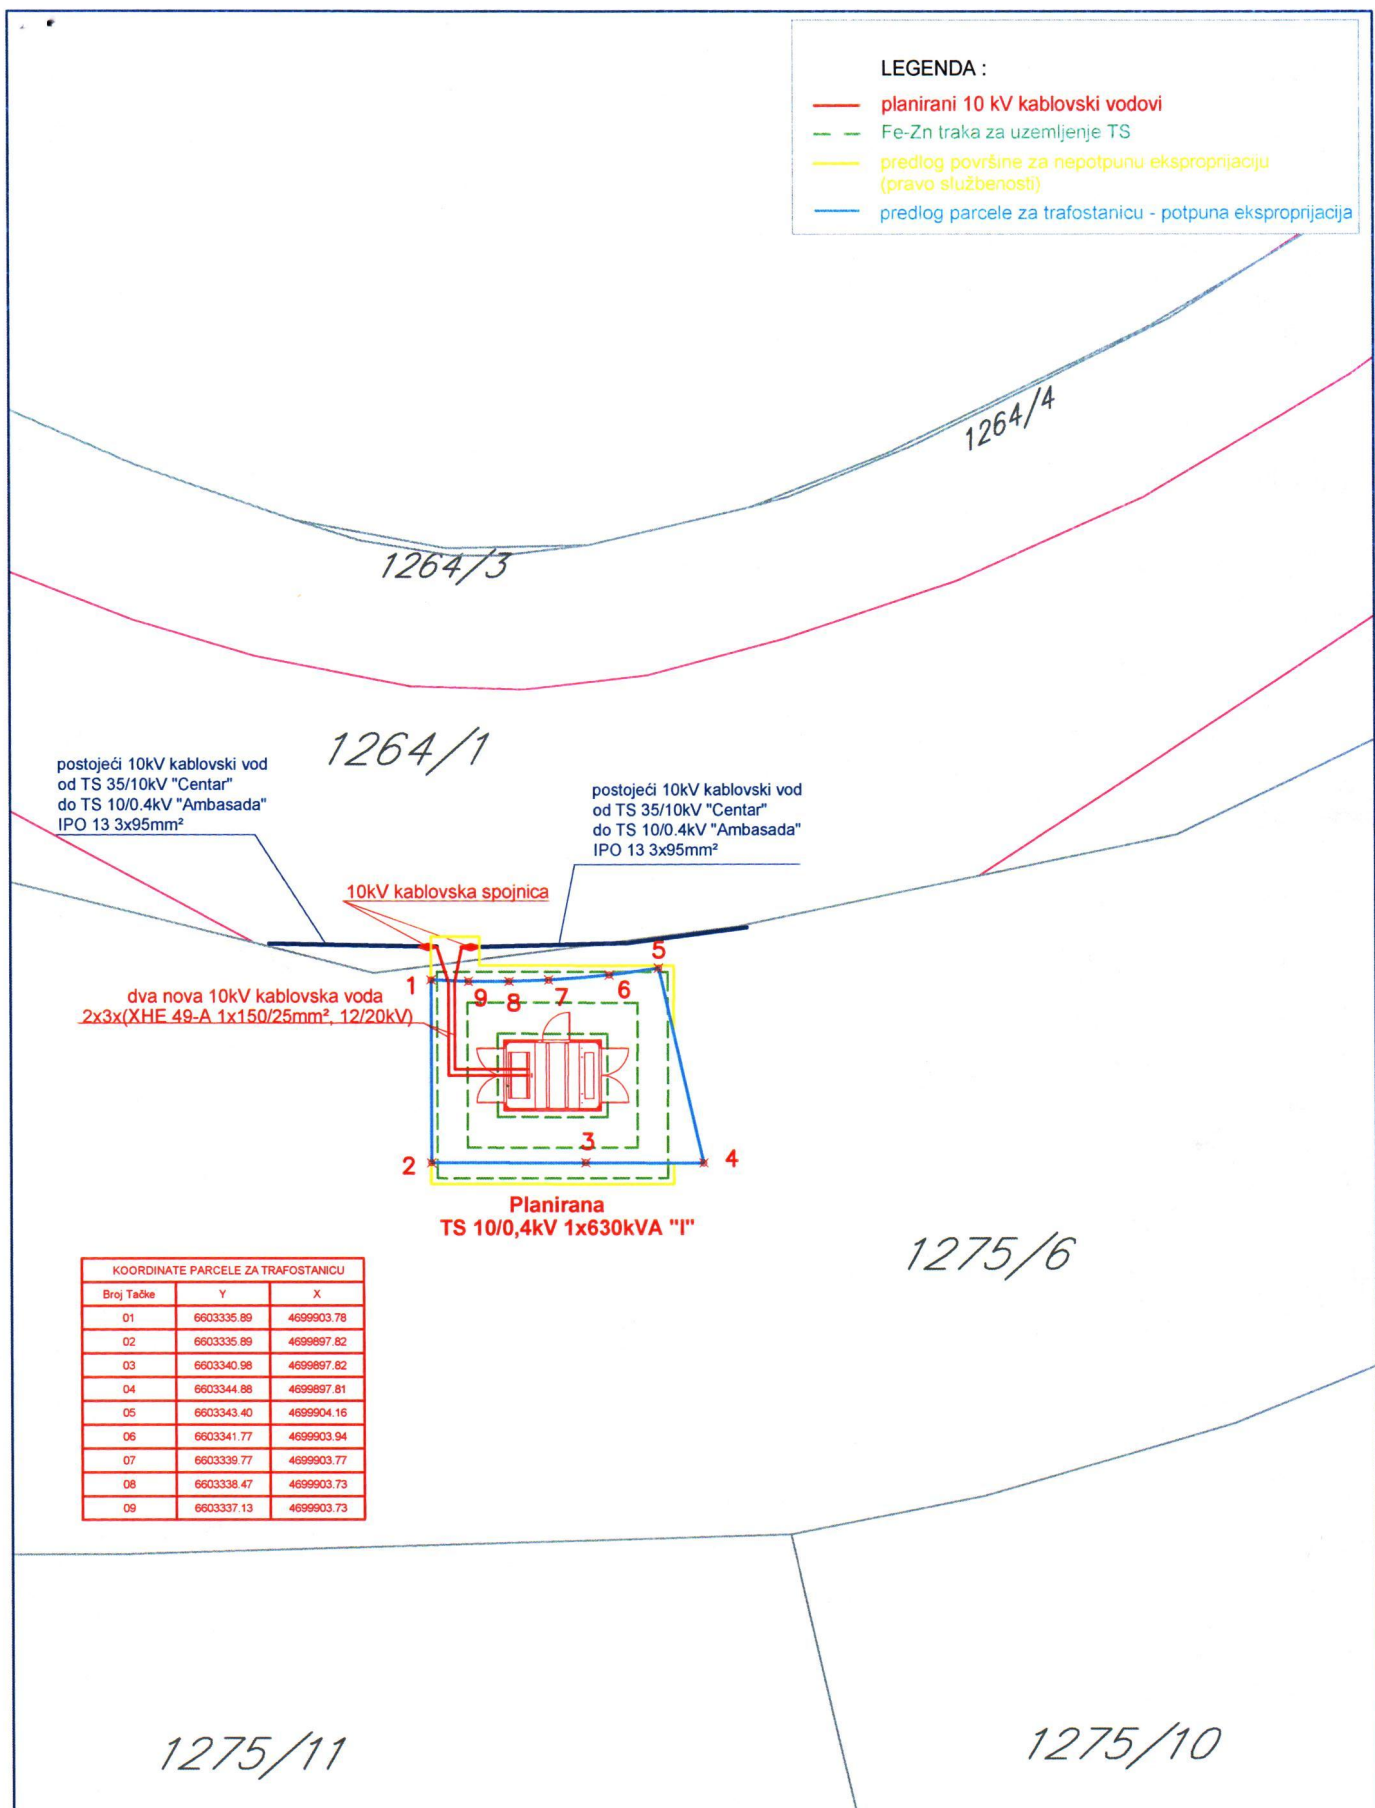 LEGENDA :
planirani 10 kV kablovski vodovi
Fe-Zn traka za uzemljenje TS
predlog površine za nepotpunu eksproprijaciju
(pravo službenosti)
predlog parcele za trafostanicu - potpuna eksproprijacija
1264/4
1264/3
1264/1
postojeći 10kV kablovski vod
od TS 35/10kV "Centar"
do TS 10/0.4kV "Ambasada"
IPO 13 3x95mm²
postojeći 10kV kablovski vod
od TS 35/10kV "Centar"
do TS 10/0.4kV "Ambasada"
IPO 13 3x95mm²
10kV kablovska spojnica
5
1
9
8
7
6
dva nova 10kV kablovska voda
2x3x(XHE 49-A 1x150/25mm², 12/20kV)
3
2
4
Planirana
TS 10/0,4kV 1x630kVA "I"
1275/6
KOORDINATE PARCELE ZA TRAFOSTANICU
Broj Tačke Y X
01 6603335.89 4699903.78
02 6603335.89 4699897.82
03 6603340.98 4699897.82
04 6603344.88 4699897.81
05 6603343.40 4699904.16
06 6603341.77 4699903.94
07 6603339.77 4699903.77
08 6603338.47 4699903.73
09 6603337.13 4699903.73
1275/11
1275/10